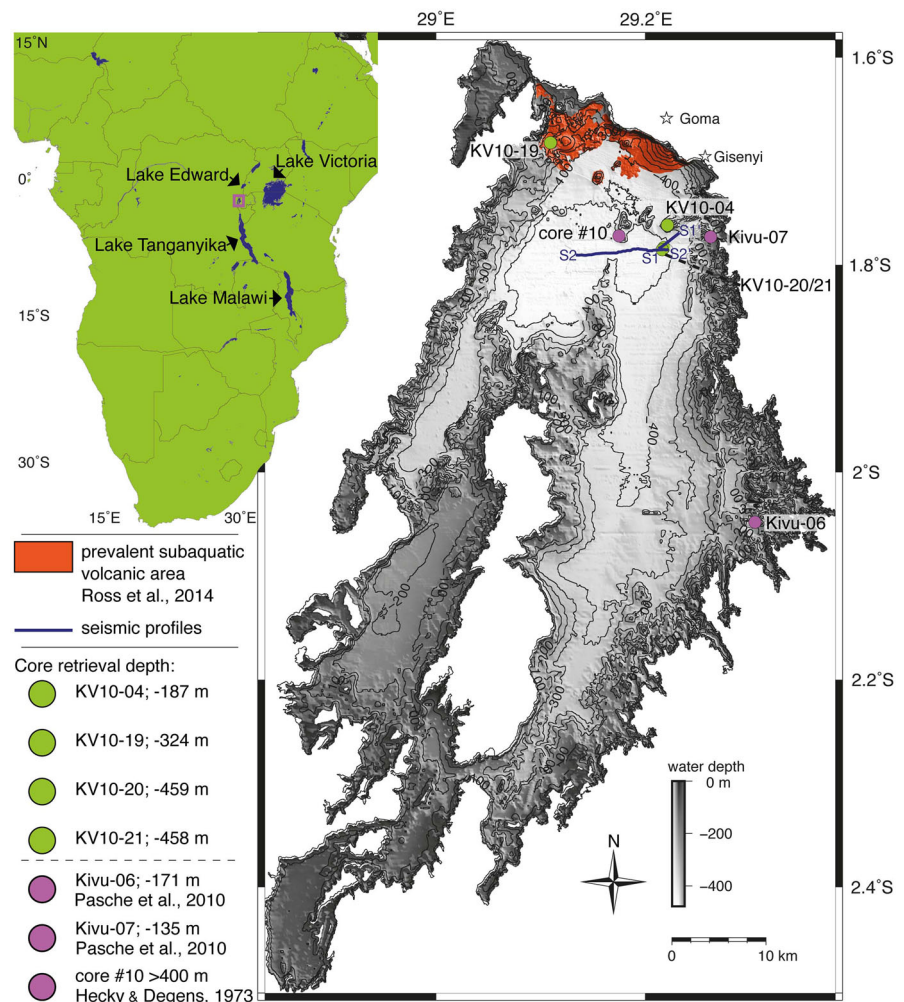 29˚E
29.2˚E
15˚N
1.6˚S
Goma
Gisenyi
KV10-19
400
400
Lake Victoria
Lake Edward
0˚
KV10-04
core #10
S1
Kivu-07
S2
S1
S2
Lake Tanganyika
1.8˚S
KV10-20/21
Lake Malawi
15˚S
400
30˚S
2˚S
15˚E
30˚E
Kivu-06
prevalent subaquatic
volcanic area
Ross et al., 2014
seismic profiles
Core retrieval depth:
KV10-04; -187 m
2.2˚S
KV10-19; -324 m
water depth
0 m
KV10-20; -459 m
−200
KV10-21; -458 m
N
−400
2.4˚S
Kivu-06; -171 m
Pasche et al., 2010
Kivu-07; -135 m
Pasche et al., 2010
0
10 km
core #10 >400 m
Hecky & Degens, 1973